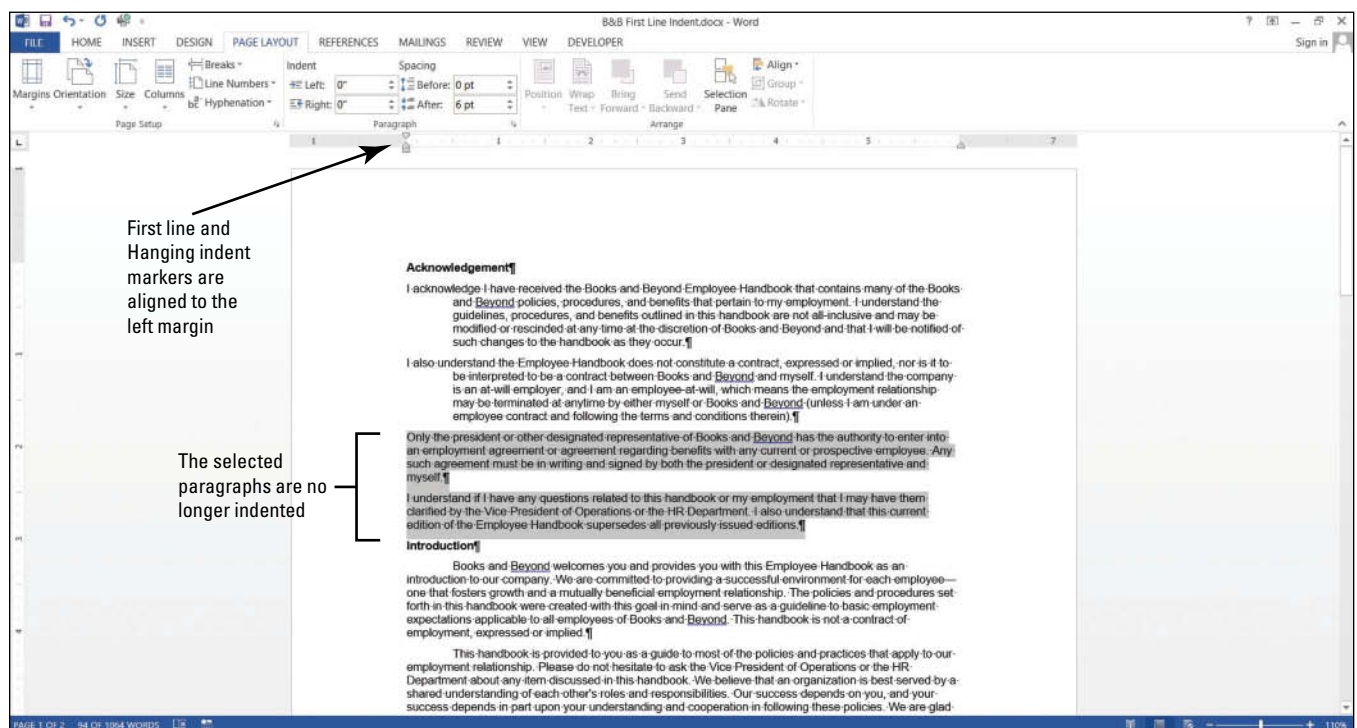 B&B First Line Indent.docx - Word
FILE HOME INSERT DESIGN PAGE LAYOUT REFERENCES MAILINGS REVIEW VIEW DEVELOPER Sign in
Breaks Indent Spacing Align
Line Numbers Left: 0" Before: 0 pt Group
Margins Orientation Size Columns Hyphenation Right: 0" After: 6 pt Position Wrap Text Bring Forward Send Backward Selection Pane Rotate
Page Setup Paragraph Arrange
1 1 2 3 4 5 7
First line and
Hanging indent
markers are
aligned to the
left margin
Acknowledgement¶
I acknowledge I have received the Books and Beyond Employee Handbook that contains many of the Books
and Beyond policies, procedures, and benefits that pertain to my employment. I understand the
guidelines, procedures, and benefits outlined in this handbook are not all-inclusive and may be
modified or rescinded at any time at the discretion of Books and Beyond and that I will be notified of
such changes to the handbook as they occur.¶
I also understand the Employee Handbook does not constitute a contract, expressed or implied, nor is it to
be interpreted to be a contract between Books and Beyond and myself. I understand the company
is an at-will employer, and I am an employee-at-will, which means the employment relationship
may be terminated at anytime by either myself or Books and Beyond (unless I am under an
employee contract and following the terms and conditions therein).¶
The selected
paragraphs are no
longer indented
Only the president or other designated representative of Books and Beyond has the authority to enter into
an employment agreement or agreement regarding benefits with any current or prospective employee. Any
such agreement must be in writing and signed by both the president or designated representative and
myself.¶
I understand if I have any questions related to this handbook or my employment that I may have them
clarified by the Vice President of Operations or the HR Department. I also understand that this current
edition of the Employee Handbook supersedes all previously issued editions.¶
Introduction¶
Books and Beyond welcomes you and provides you with this Employee Handbook as an
introduction to our company. We are committed to providing a successful environment for each employee—
one that fosters growth and a mutually beneficial employment relationship. The policies and procedures set
forth in this handbook were created with this goal in mind and serve as a guideline to basic employment
expectations applicable to all employees of Books and Beyond. This handbook is not a contract of
employment, expressed or implied.¶
This handbook is provided to you as a guide to most of the policies and practices that apply to our
employment relationship. Please do not hesitate to ask the Vice President of Operations or the HR
Department about any item discussed in this handbook. We believe that an organization is best served by a
shared understanding of each other's roles and responsibilities. Our success depends on you, and your
success depends in part upon your understanding and cooperation in following these policies. We are glad
PAGE 1 OF 2 94 OF 1064 WORDS 110%